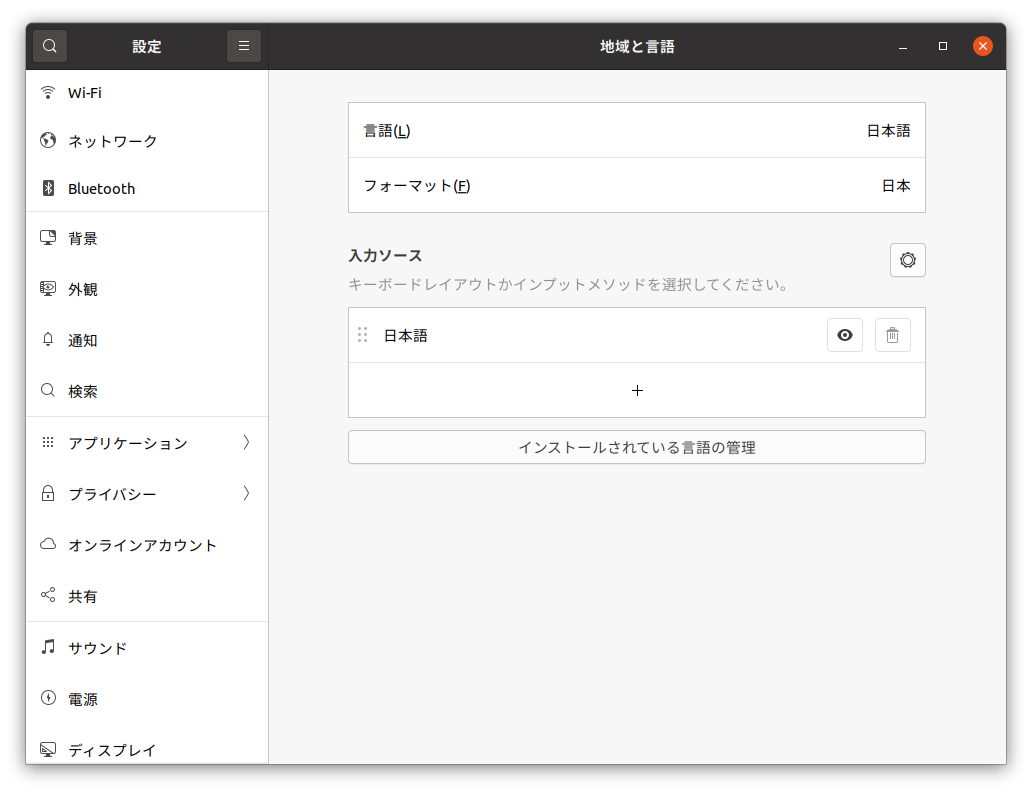 設定
地域と言語
Wi-Fi
ネットワーク
Bluetooth
背景
外観
通知
検索
アプリケーション
プライバシー
オンラインアカウント
共有
サウンド
電源
ディスプレイ
言語(L) 日本語
フォーマット(F) 日本
入力ソース
キーボードレイアウトかインプットメソッドを選択してください。
日本語
インストールされている言語の管理